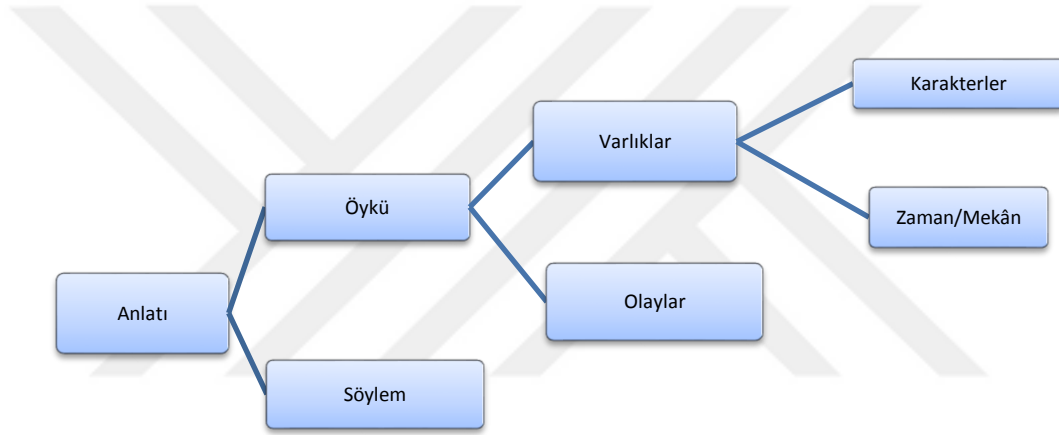 Karakterler
Varlıklar
Öykü
Zaman/Mekân
Anlatı
Olaylar
Söylem